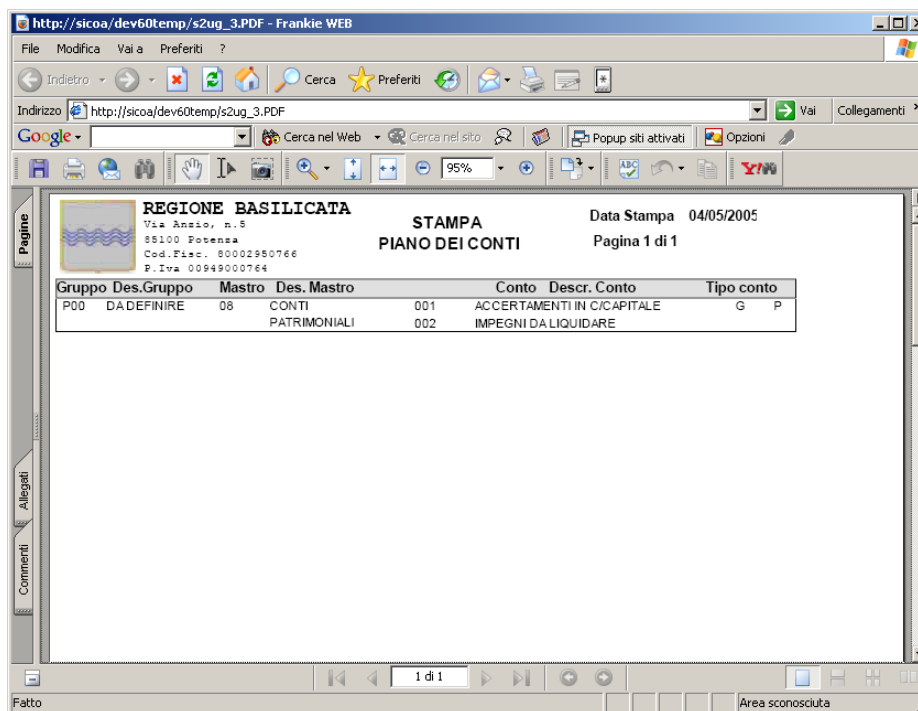 http://sicoa/dev60temp/s2ug_3.PDF - Frankie WEB
File Modifica Vai a Preferiti ?
Indietro Cerca Preferiti
Indirizzo http://sicoa/dev60temp/s2ug_3.PDF Vai Collegamenti
Google Cerca nel Web Cerca nel sito Popup siti attivati Opzioni
95% ABC Y!
Pagine
Allegati
Commenti
REGIONE BASILICATA
Via Anzio, n.5
85100 Potenza
Cod.Fisc. 80002950766
P.Iva 00949000764
STAMPA
PIANO DEI CONTI
Data Stampa 04/05/2005
Pagina 1 di 1
Gruppo Des.Gruppo Mastro Des. Mastro Conto Descr. Conto Tipo conto
P00 DA DEFINIRE 08 CONTI 001 ACCERTAMENTI IN C/CAPITALE G P
PATRIMONIALI 002 IMPEGNI DA LIQUIDARE
1 di 1
Fatto Area sconosciuta